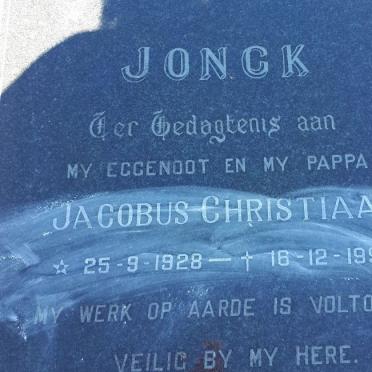 JONCK
Ter Gedagtenis aan
MY EGGENOOT EN MY PAPPA
JACOBUS CHRISTIAA
☆ 25-9-1928 — † 16-12-199
MY WERK OP AARDE IS VOLTO
VEILIG BY MY HERE.